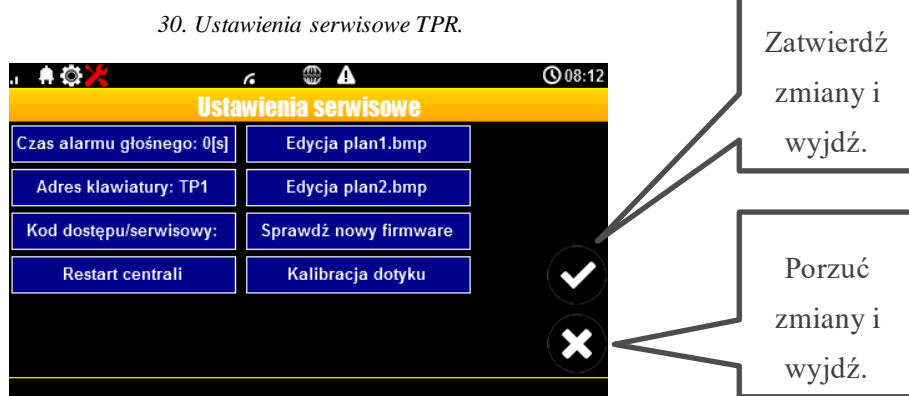 30. Ustawienia serwisowe TPR.
08:12
Ustawienia serwisowe
Czas alarmu głośnego: 0[s]
Edycja plan1.bmp
Adres klawiatury: TP1
Edycja plan2.bmp
Kod dostępu/serwisowy:
Sprawdź nowy firmware
Restart centrali
Kalibracja dotyku
Zatwierdź
zmiany i
wyjdź.
Porzuć
zmiany i
wyjdź.